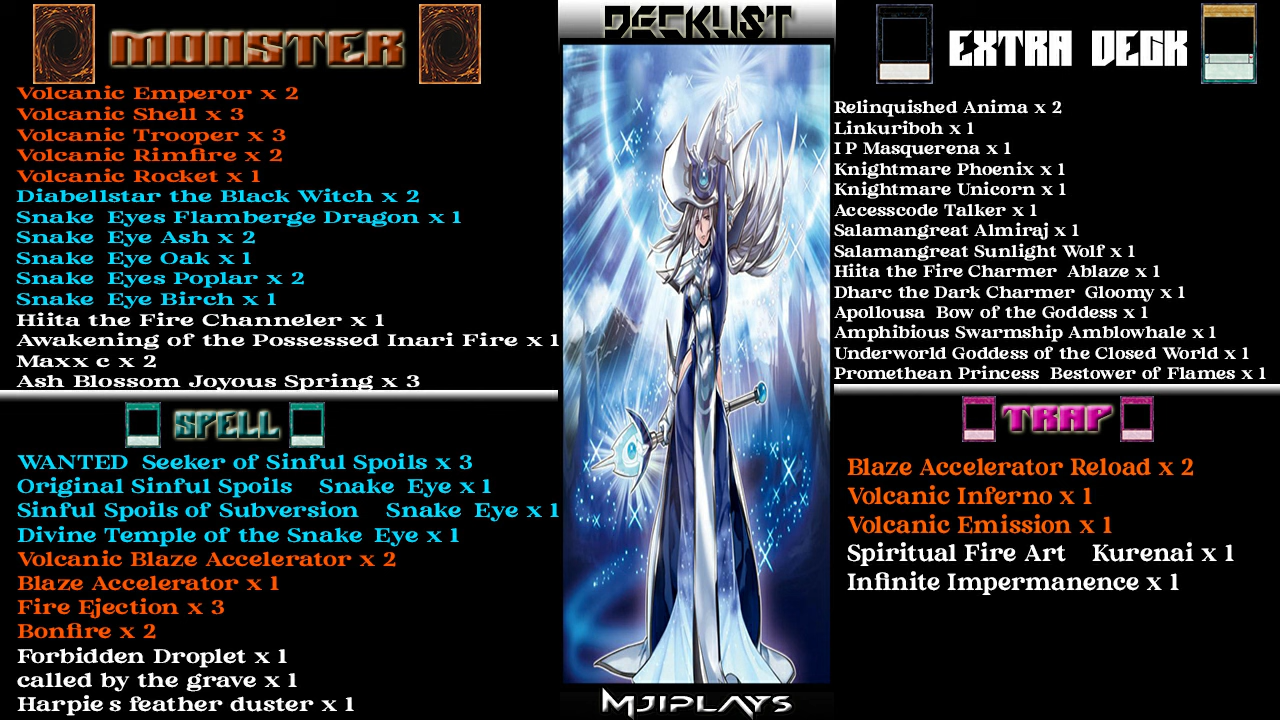 MONSTER
Volcanic Emperor x 2
Volcanic Shell x 3
Volcanic Trooper x 3
Volcanic Rimfire x 2
Volcanic Rocket x 1
Diabellstar the Black Witch x 2
Snake Eyes Flamberge Dragon x 1
Snake Eye Ash x 2
Snake Eye Oak x 1
Snake Eyes Poplar x 2
Snake Eye Birch x 1
Hiita the Fire Channeler x 1
Awakening of the Possessed Inari Fire x 1
Maxx c x 2
Ash Blossom Joyous Spring x 3
SPELL
WANTED Seeker of Sinful Spoils x 3
Original Sinful Spoils Snake Eye x 1
Sinful Spoils of Subversion Snake Eye x 1
Divine Temple of the Snake Eye x 1
Volcanic Blaze Accelerator x 2
Blaze Accelerator x 1
Fire Ejection x 3
Bonfire x 2
Forbidden Droplet x 1
called by the grave x 1
Harpie s feather duster x 1
DECKLIST
MJIPLAYS
EXTRA DECK
Relinquished Anima x 2
Linkuriboh x 1
I P Masquerena x 1
Knightmare Phoenix x 1
Knightmare Unicorn x 1
Accesscode Talker x 1
Salamangreat Almiraj x 1
Salamangreat Sunlight Wolf x 1
Hiita the Fire Charmer Ablaze x 1
Dharc the Dark Charmer Gloomy x 1
Apollousa Bow of the Goddess x 1
Amphibious Swarmship Amblowhale x 1
Underworld Goddess of the Closed World x 1
Promethean Princess Bestower of Flames x 1
TRAP
Blaze Accelerator Reload x 2
Volcanic Inferno x 1
Volcanic Emission x 1
Spiritual Fire Art Kurenai x 1
Infinite Impermanence x 1